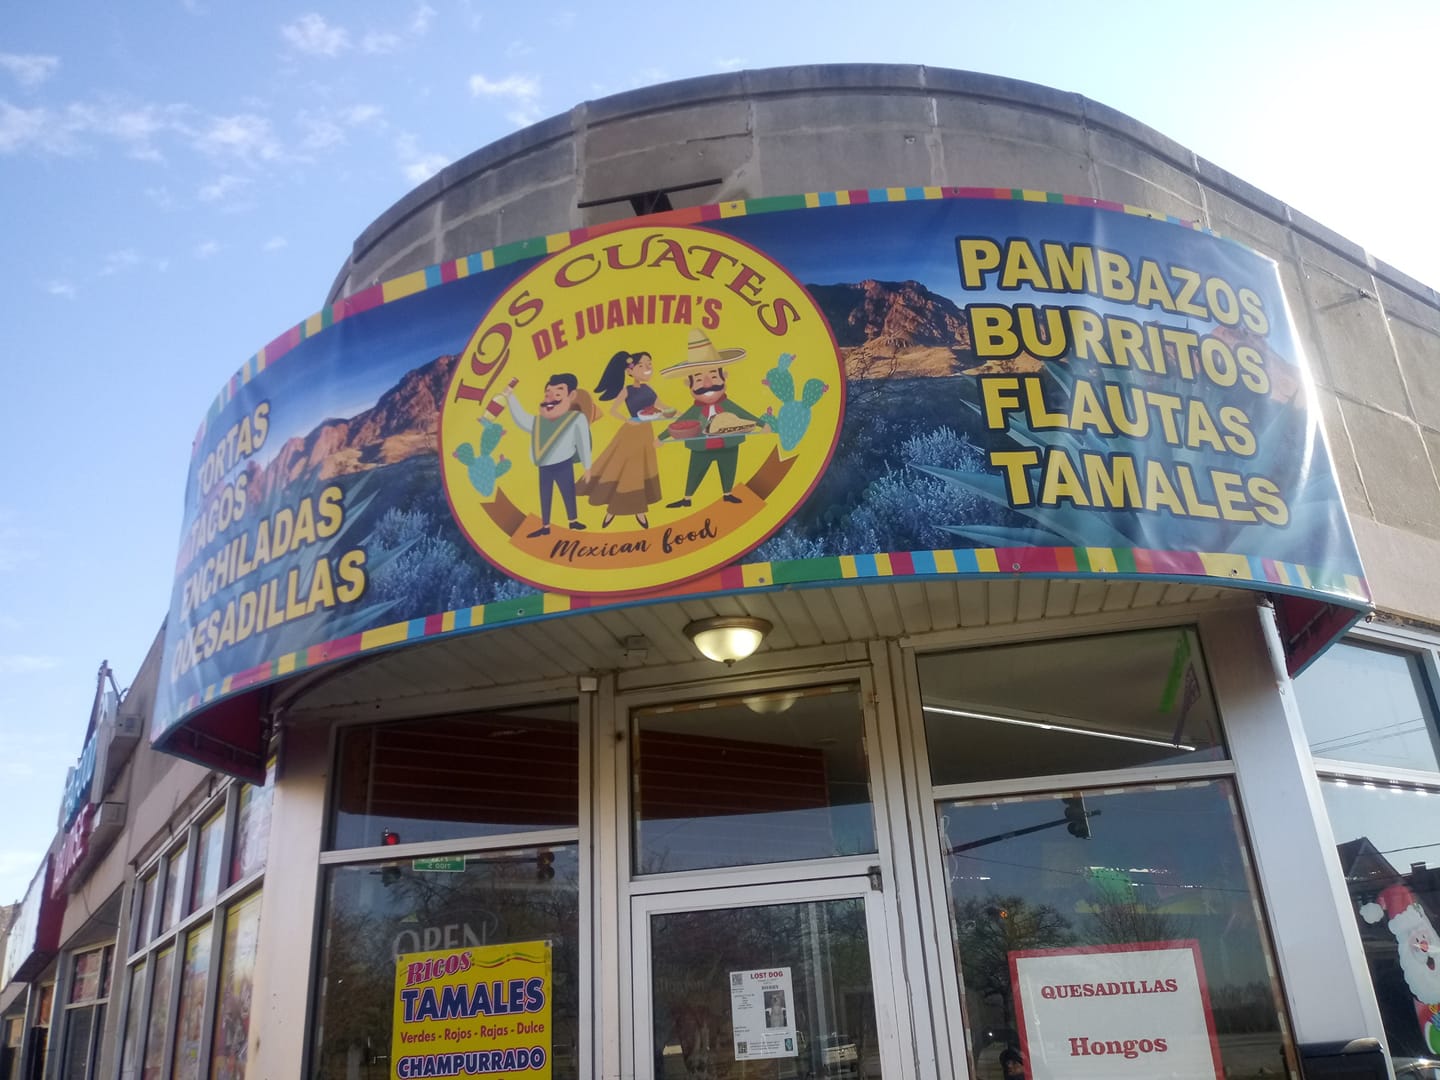 TORTAS
TACOS
ENCHILADAS
QUESADILLAS
LOS CUATES
DE JUANITA'S
Mexican food
PAMBAZOS
BURRITOS
FLAUTAS
TAMALES
OPEN
Ricos
TAMALES
Verdes - Rojos - Rajas - Dulce
CHAMPURRADO
LOST DOG
QUESADILLAS
Hongos